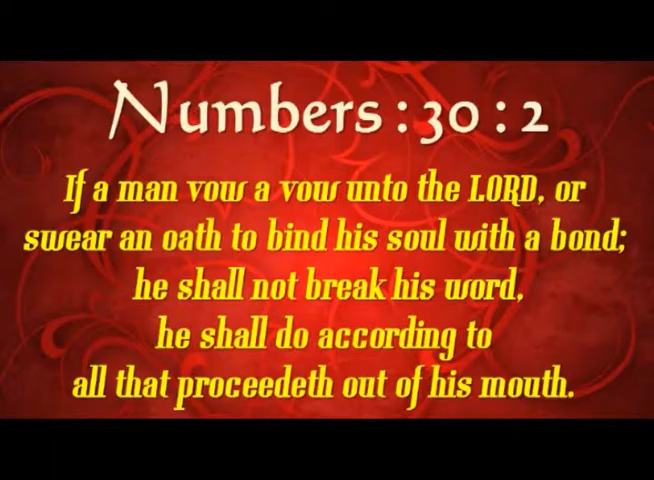 Numbers : 30 : 2
If a man vow a vow unto the LORD, or
swear an oath to bind his soul with a bond;
he shall not break his word,
he shall do according to
all that proceedeth out of his mouth.